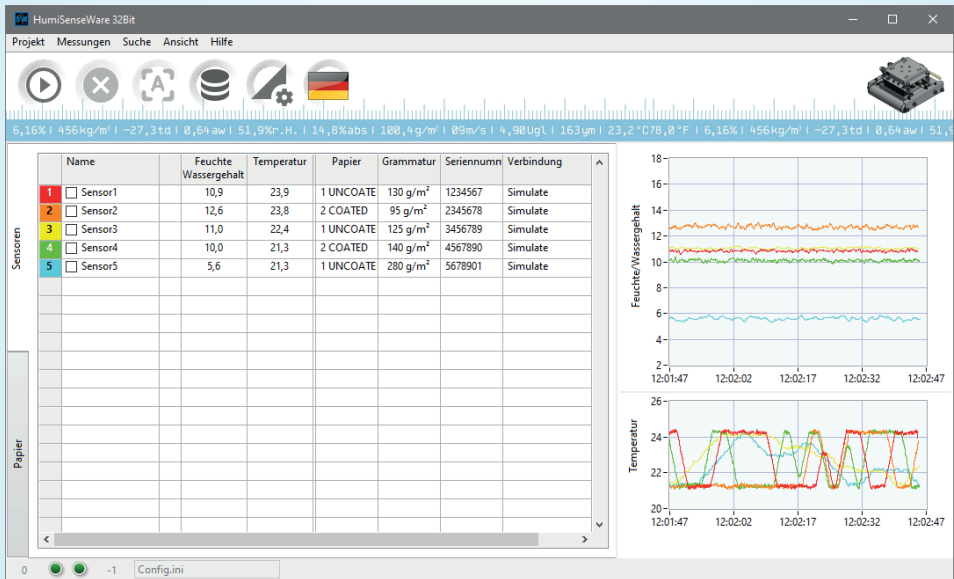 SW HumiSenseWare 32Bit
Projekt Messungen Suche Ansicht Hilfe
A
6,16% | 456kg/m³ | -27,3td | 0,64aw | 51,9%r.H. | 14,8%abs | 100,4g/m² | 09m/s | 4,90Ugl | 163ym | 23,2°C78,0°F | 6,16% | 456kg/m³ | -27,3td | 0,64aw | 51,9
Sensoren
Papier
Name Feuchte Wassergehalt Temperatur Papier Grammatur Seriennumn Verbindung
1 Sensor1 10,9 23,9 1 UNCOATE 130 g/m² 1234567 Simulate
2 Sensor2 12,6 23,8 2 COATED 95 g/m² 2345678 Simulate
3 Sensor3 11,0 22,4 1 UNCOATE 125 g/m² 3456789 Simulate
4 Sensor4 10,0 21,3 2 COATED 140 g/m² 4567890 Simulate
5 Sensor5 5,6 21,3 1 UNCOATE 280 g/m² 5678901 Simulate
Feuchte/Wassergehalt
18
16
14
12
10
8
6
4
2
12:01:47 12:02:02 12:02:17 12:02:32 12:02:47
Temperatur
26
24
22
20
12:01:47 12:02:02 12:02:17 12:02:32 12:02:47
0 -1 Config.ini